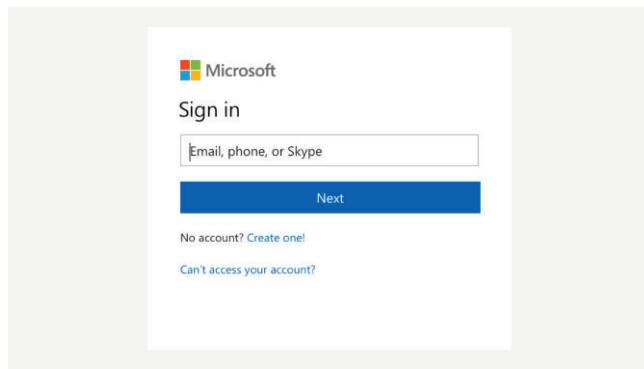 Microsoft
Sign in
Email, phone, or Skype
Next
No account? Create one!
Can't access your account?